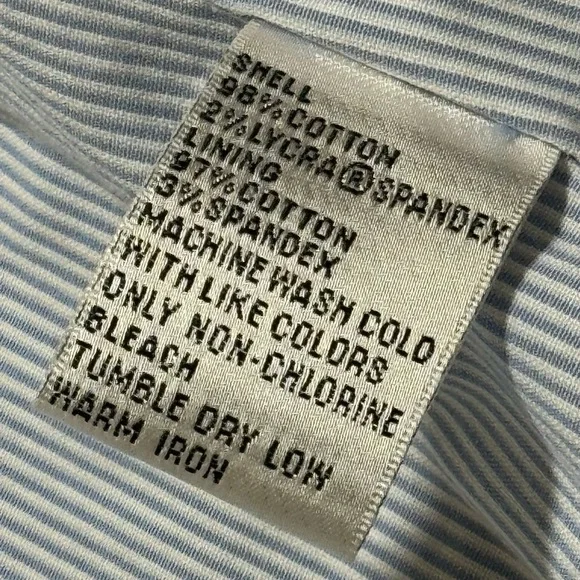 SHELL
98% COTTON
2% LYCRA®SPANDEX
LINING
97% COTTON
3% SPANDEX
MACHINE WASH COLD
WITH LIKE COLORS
ONLY NON-CHLORINE
BLEACH
TUMBLE DRY LOW
WARM IRON